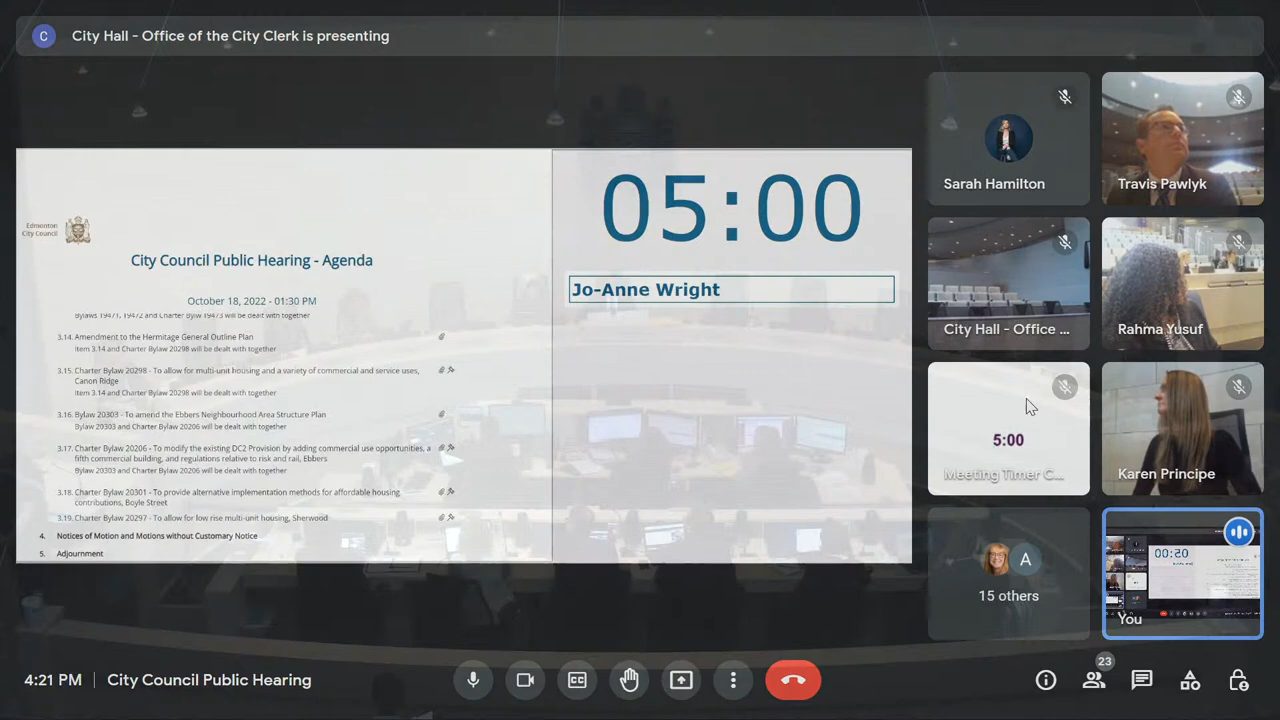 C City Hall - Office of the City Clerk is presenting
Edmonton
City Council
City Council Public Hearing - Agenda
October 18, 2022 - 01:30 PM
Bylaws 19471, 19472 and Charter Bylaw 19473 will be dealt with together
3.14. Amendment to the Hermitage General Outline Plan
Item 3.14 and Charter Bylaw 20298 will be dealt with together
3.15. Charter Bylaw 20298 - To allow for multi-unit housing and a variety of commercial and service uses,
Canon Ridge
Item 3.14 and Charter Bylaw 20298 will be dealt with together
3.16. Bylaw 20303 - To amend the Ebbers Neighbourhood Area Structure Plan
Bylaw 20303 and Charter Bylaw 20206 will be dealt with together
3.17. Charter Bylaw 20206 - To modify the existing DC2 Provision by adding commercial use opportunities, a
fifth commercial building, and regulations relative to risk and rail, Ebbers
Bylaw 20303 and Charter Bylaw 20206 will be dealt with together
3.18. Charter Bylaw 20301 - To provide alternative implementation methods for affordable housing
contributions, Boyle Street
3.19. Charter Bylaw 20297 - To allow for low rise multi-unit housing, Sherwood
4. Notices of Motion and Motions without Customary Notice
5. Adjournment
05:00
Jo-Anne Wright
Sarah Hamilton
Travis Pawlyk
City Hall - Office ...
Rahma Yusuf
5:00
Meeting Timer C...
Karen Principe
A
15 others
00:50
You
4:21 PM | City Council Public Hearing
CC
23